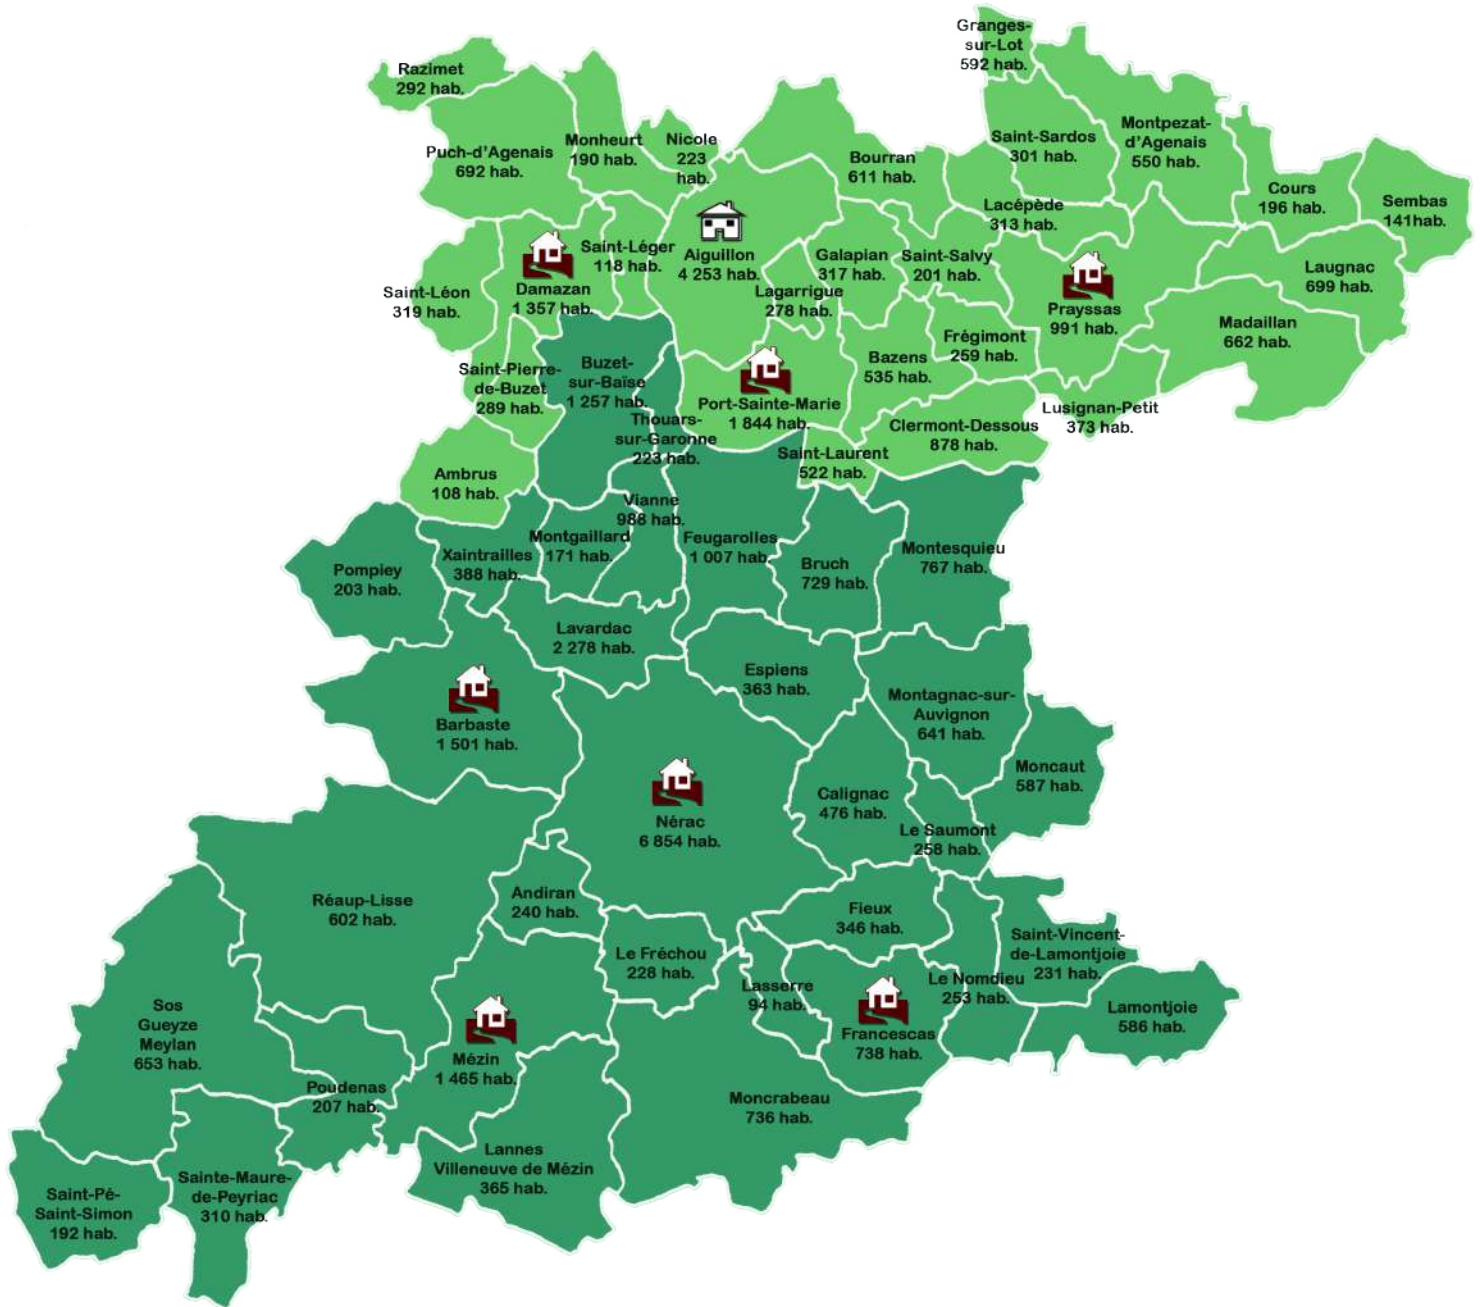 Granges-
sur-Lot
592 hab.
Razimet
292 hab.
Puch-d'Agenais
692 hab.
Monheurt
190 hab.
Nicole
223
hab.
Bourran
611 hab.
Saint-Sardos
301 hab.
Montpezat-
d'Agenais
550 hab.
Cours
196 hab.
Sembas
141hab.
Lacépède
313 hab.
Saint-Léon
319 hab.
Damazan
1 357 hab.
Saint-Léger
118 hab.
Aiguillon
4 253 hab.
Lagarrigue
278 hab.
Galapian
317 hab.
Saint-Salvy
201 hab.
Prayssas
991 hab.
Laugnac
699 hab.
Madaillan
662 hab.
Saint-Pierre-
de-Buzet
289 hab.
Buzet-
sur-Baïse
1 257 hab.
Thouars-
sur-Garonne
223 hab.
Port-Sainte-Marie
1 844 hab.
Bazens
535 hab.
Frégimont
259 hab.
Lusignan-Petit
373 hab.
Clermont-Dessous
878 hab.
Saint-Laurent
522 hab.
Ambrus
108 hab.
Pompiey
203 hab.
Xaintrailles
388 hab.
Montgaillard
171 hab.
Vianne
988 hab.
Feugarolles
1 007 hab.
Bruch
729 hab.
Montesquieu
767 hab.
Lavardac
2 278 hab.
Espiens
363 hab.
Barbaste
1 501 hab.
Montagnac-sur-
Auvignon
641 hab.
Moncaut
587 hab.
Nérac
6 854 hab.
Calignac
476 hab.
Le Saumont
258 hab.
Réaup-Lisse
602 hab.
Andiran
240 hab.
Fieux
346 hab.
Le Fréchou
228 hab.
Lasserre
94 hab.
Francescas
738 hab.
Le Nomdieu
253 hab.
Saint-Vincent-
de-Lamontjoie
231 hab.
Lamontjoie
586 hab.
Sos
Gueyze
Meylan
653 hab.
Mézin
1 465 hab.
Poudenas
207 hab.
Moncrabeau
736 hab.
Lannes
Villeneuve de Mézin
365 hab.
Sainte-Maure-
de-Peyriac
310 hab.
Saint-Pé-
Saint-Simon
192 hab.